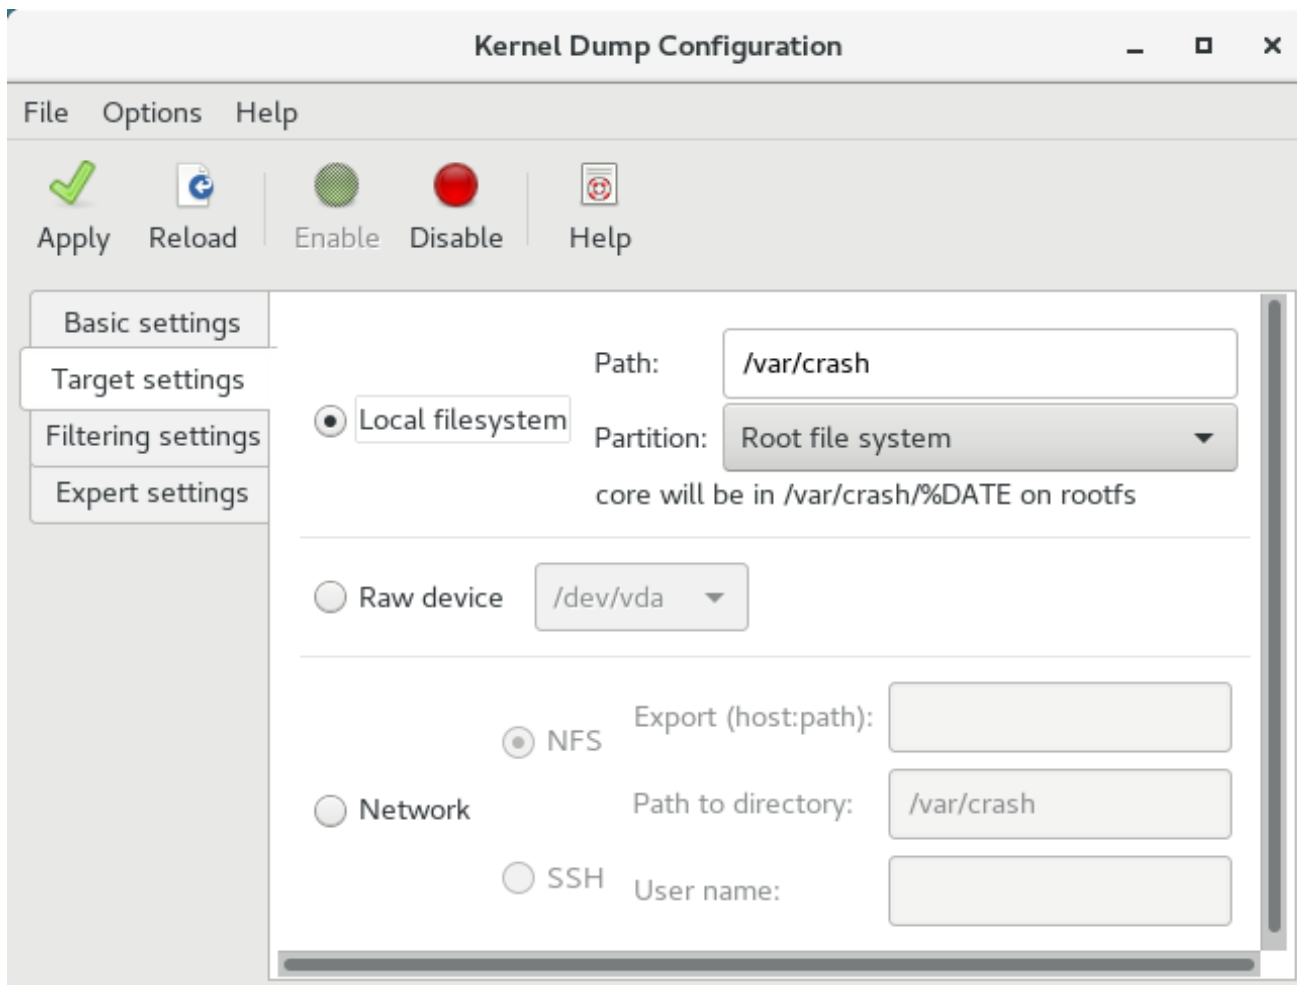 Kernel Dump Configuration
File Options Help
Apply Reload Enable Disable Help
Basic settings
Target settings
Filtering settings
Expert settings
Path: /var/crash
Local filesystem
Partition: Root file system
core will be in /var/crash/%DATE on rootfs
Raw device /dev/vda
Network
NFS
Export (host:path):
Path to directory: /var/crash
SSH
User name: